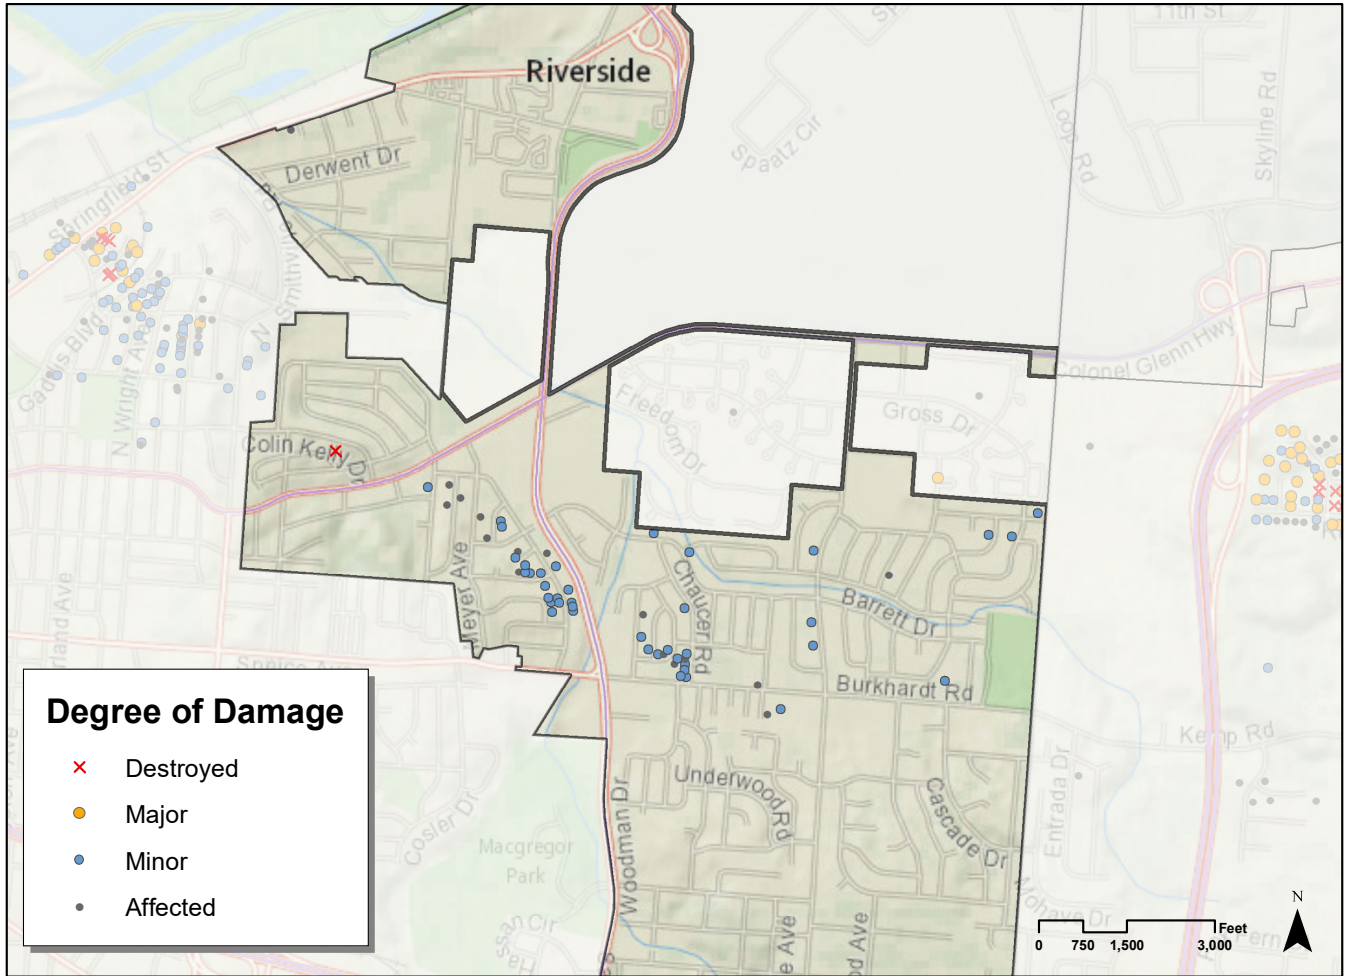 11th St
Riverside
Skyline Rd
Loop Rd
Spaatz Cir
Derwent Dr
Springfield St
N Smithville
Gaddis Blvd
N Wright Ave
Colonel Glenn Hwy
Freedom Dr
Gross Dr
Colin Kelly Dr
Meyer Ave
Chaucer Rd
Barrett Dr
Burkhardt Rd
Kemp Rd
Underwood Rd
Cascade Dr
Entrada Dr
Woodman Dr
Cosler Dr
Macgregor
Park
Mohave Dr
Degree of Damage
Destroyed
Major
Minor
Affected
N
Feet
0 750 1,500 3,000